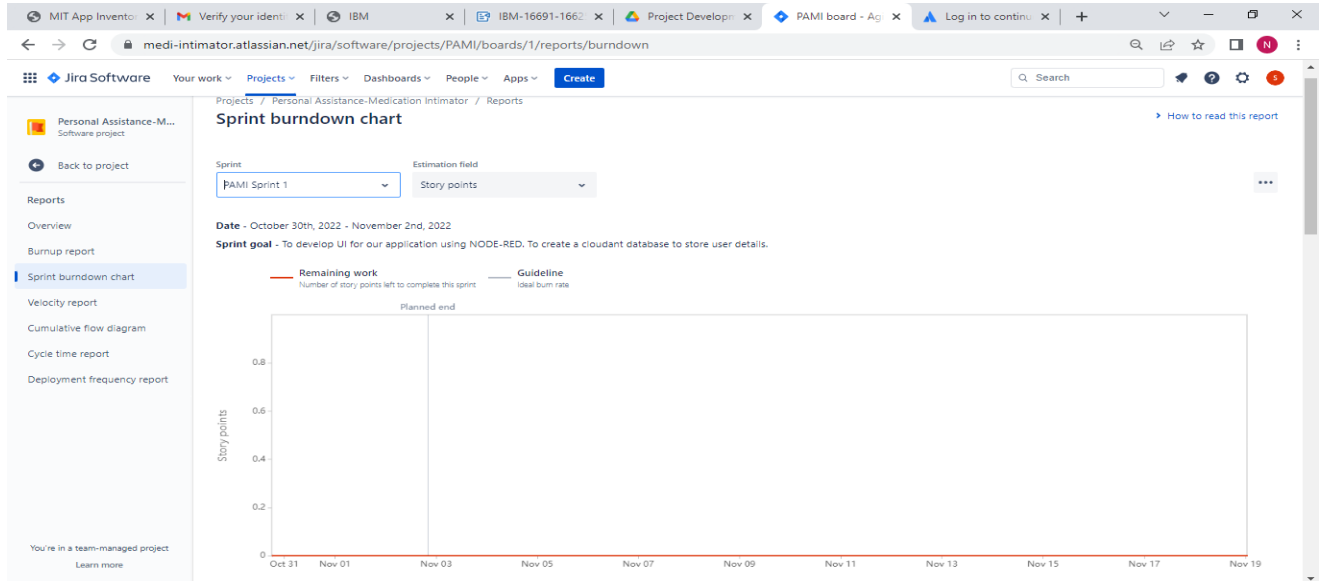 MIT App Inventor
Verify your identi
IBM
IBM-16691-1662
Project Developm
PAMI board - Ag
Log in to continu
medi-intimator.atlassian.net/jira/software/projects/PAMI/boards/1/reports/burndown
N
Jira Software
Your work
Projects
Filters
Dashboards
People
Apps
Create
Search
S
Personal Assistance-M...
Software project
Back to project
Reports
Overview
Burnup report
Sprint burndown chart
Velocity report
Cumulative flow diagram
Cycle time report
Deployment frequency report
You're in a team-managed project
Learn more
Projects / Personal Assistance-Medication Intimator / Reports
Sprint burndown chart
How to read this report
Sprint
Estimation field
PAMI Sprint 1
Story points
Date - October 30th, 2022 - November 2nd, 2022
Sprint goal - To develop UI for our application using NODE-RED. To create a cloudant database to store user details.
Remaining work
Number of story points left to complete this sprint
Guideline
Ideal burn rate
Planned end
Story points
0.8
0.6
0.4
0.2
0
Oct 31 Nov 01 Nov 03 Nov 05 Nov 07 Nov 09 Nov 11 Nov 13 Nov 15 Nov 17 Nov 19